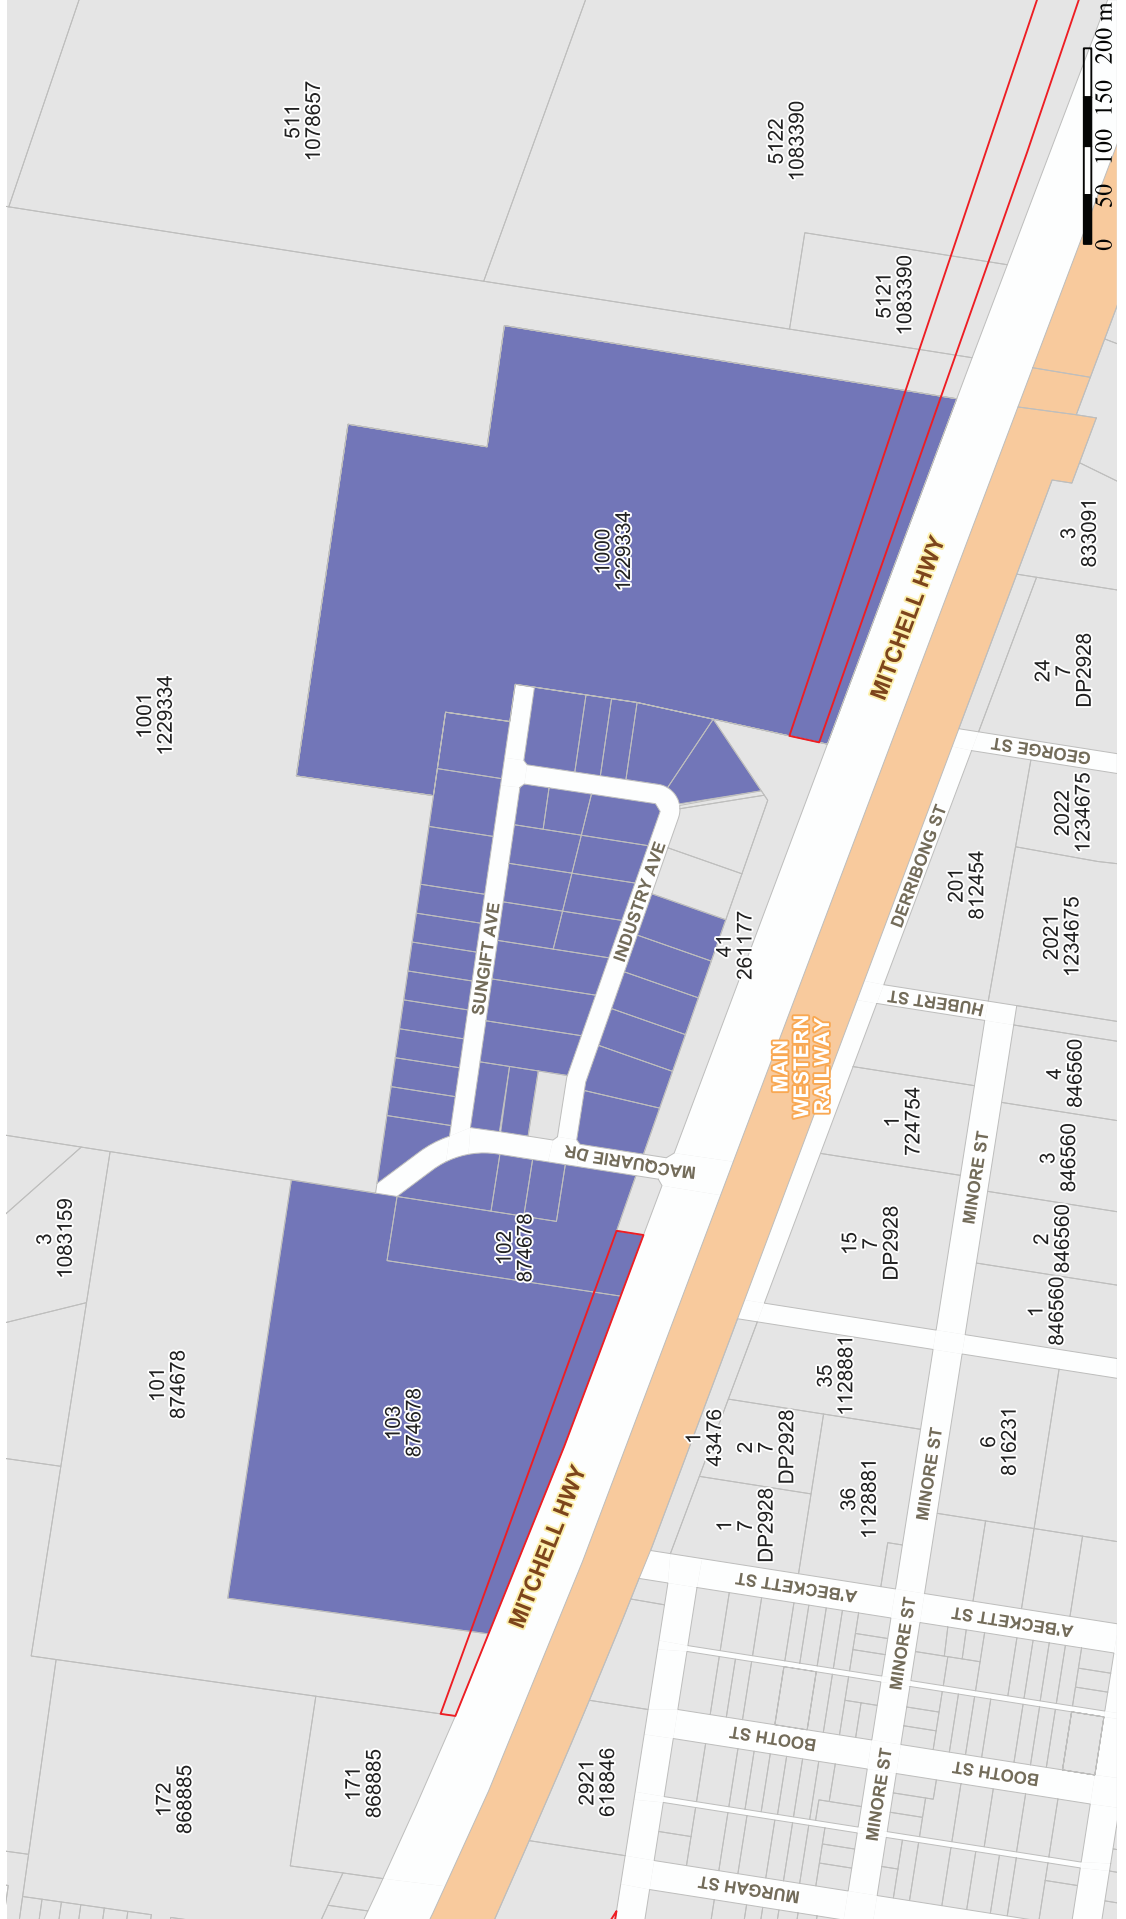 511
1078657
5122
1083390
5121
1083390
0 50 100 150 200 m
1000
1229334
1001
1229334
MITCHELL HWY
3
833091
24
7
DP2928
GEORGE ST
2022
1234675
DERRIBONG ST
201
812454
2021
1234675
SUNGIFT AVE
INDUSTRY AVE
41
261177
HUBERT ST
MAIN
WESTERN
RAILWAY
4
846560
1
724754
3
846560
MINORE ST
MACQUARIE DR
3
1083159
102
874678
15
7
DP2928
2
846560
1
846560
101
874678
103
874678
35
1128881
1
43476
2
7
DP2928
6
816231
36
1128881
1
7
DP2928
MINORE ST
MITCHELL HWY
A'BECKETT ST
A'BECKETT ST
MINORE ST
172
868885
171
868885
2921
618846
BOOTH ST
BOOTH ST
MINORE ST
MURGAH ST